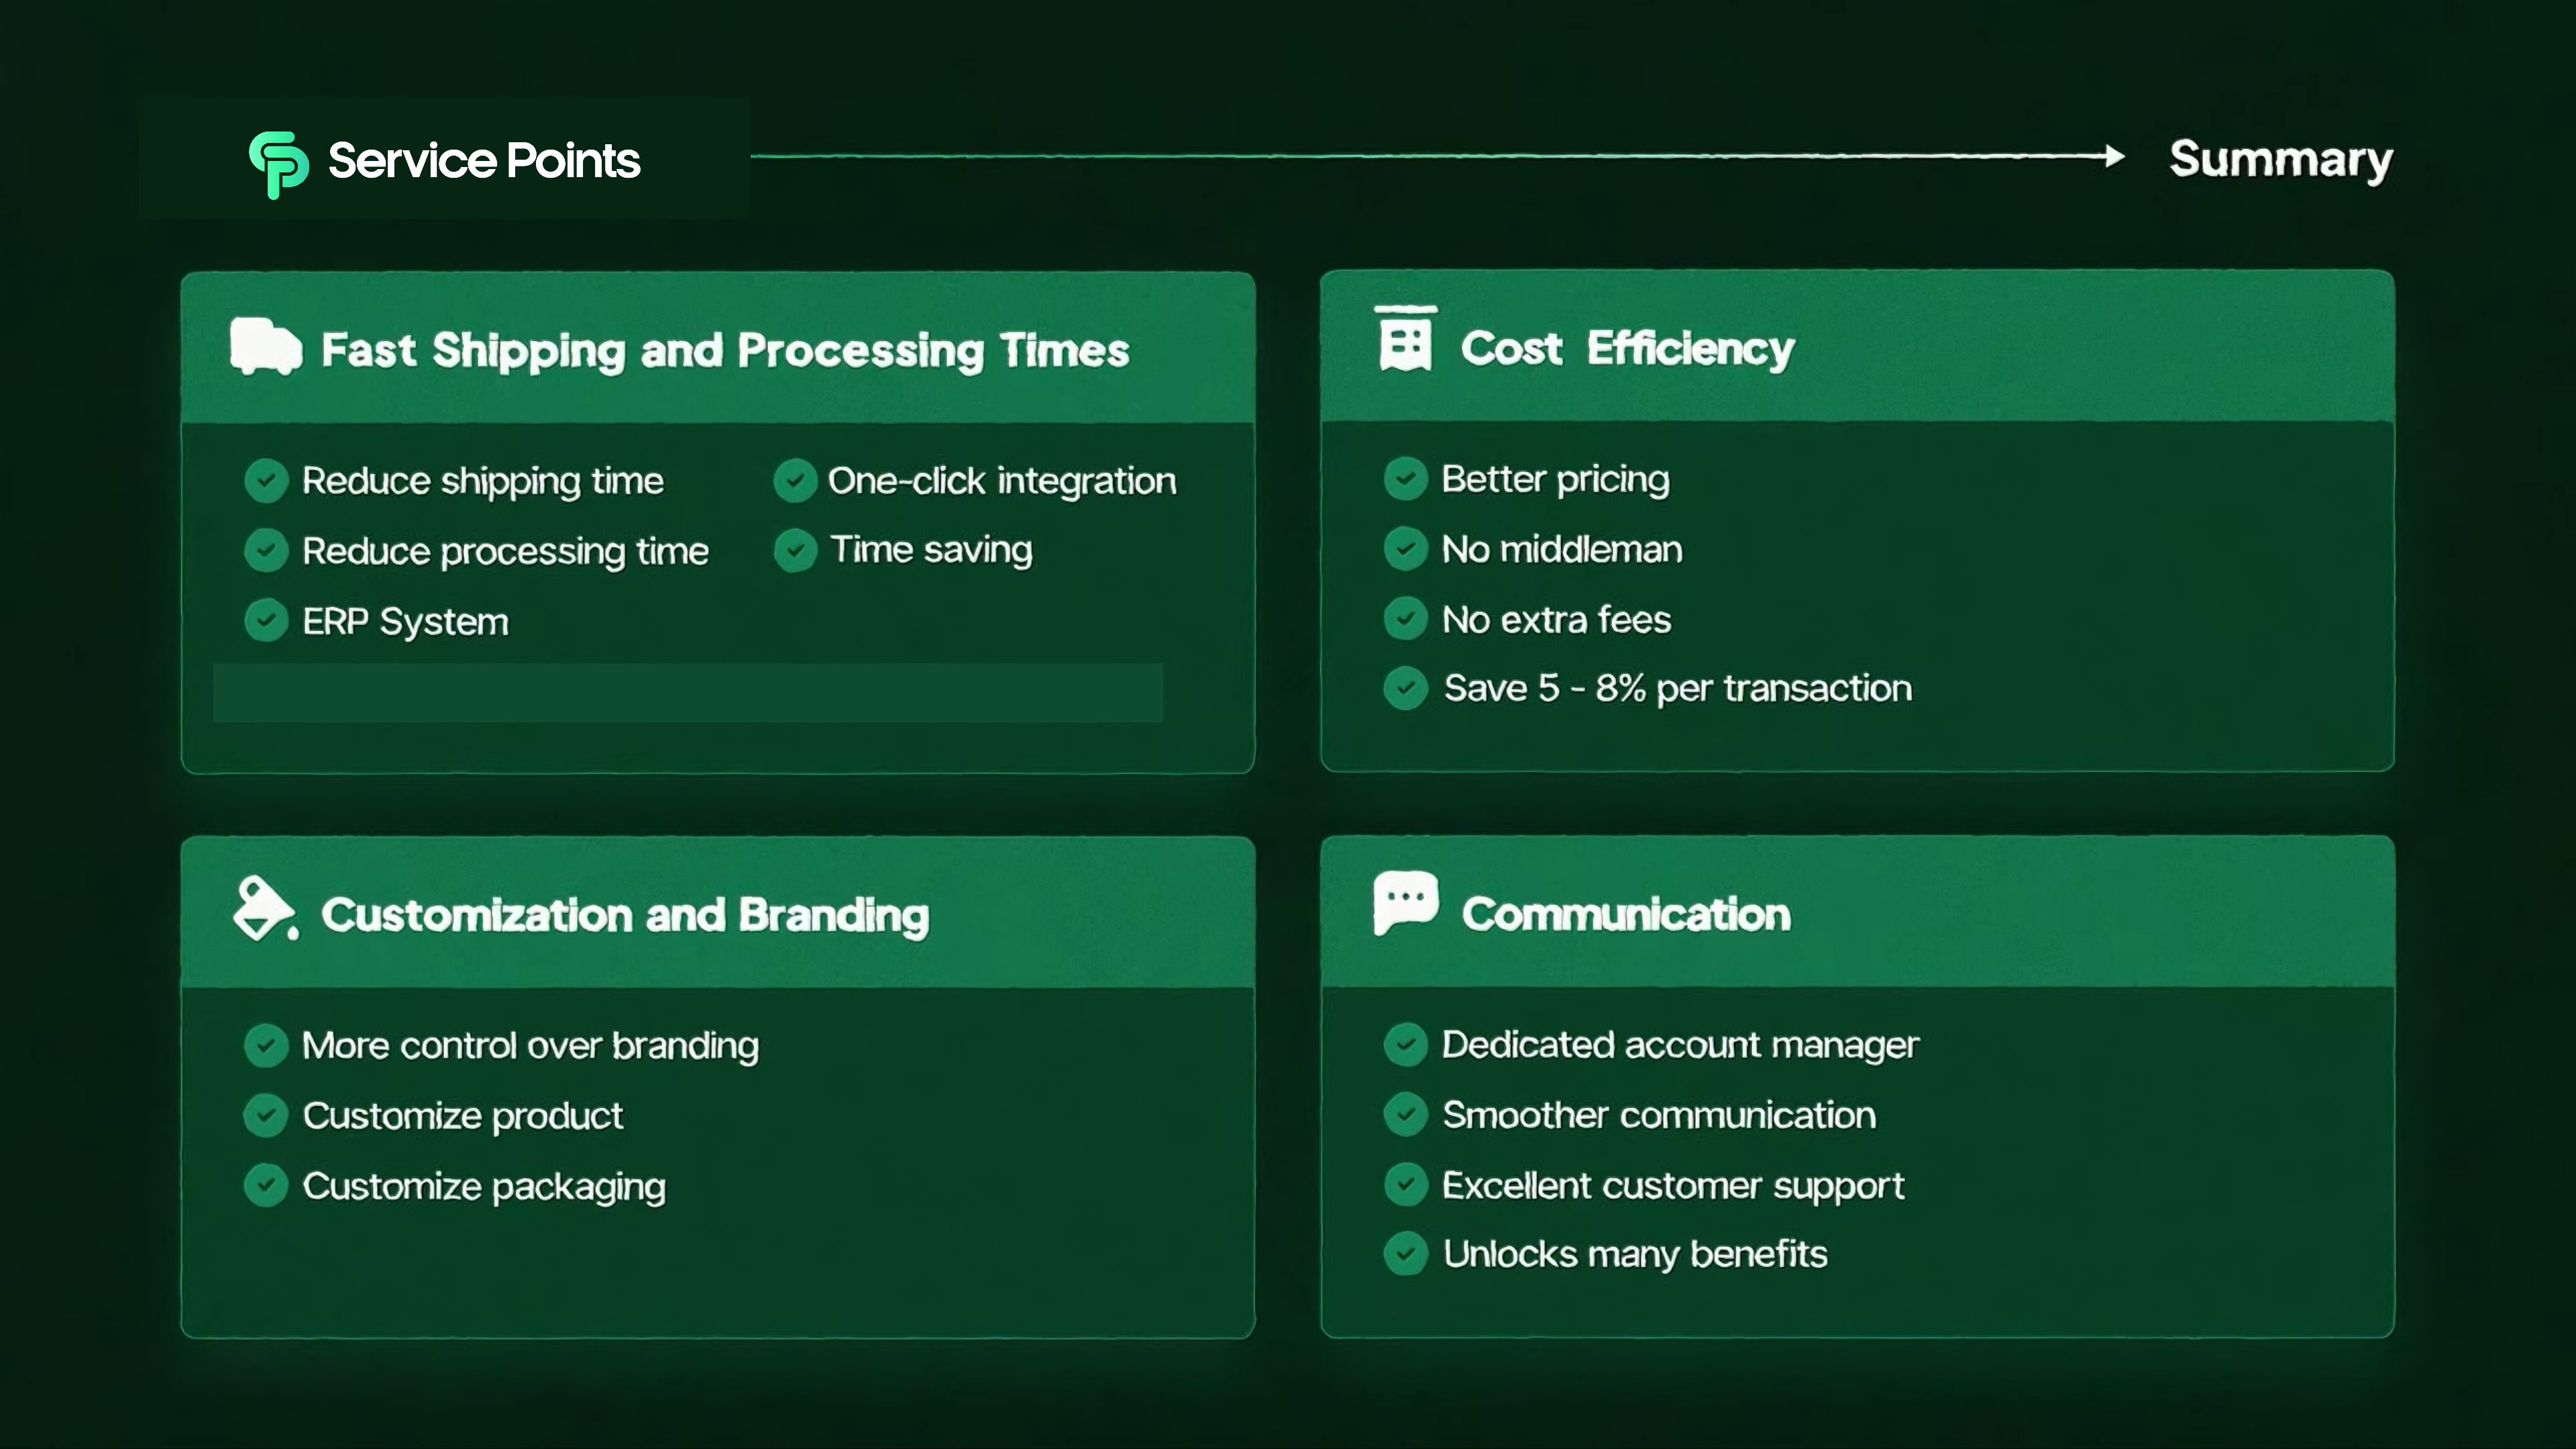 Service Points
Summary
Fast Shipping and Processing Times
Reduce shipping time
Reduce processing time
ERP System
One-click integration
Time saving
Cost Efficiency
Better pricing
No middleman
No extra fees
Save 5 - 8% per transaction
Customization and Branding
More control over branding
Customize product
Customize packaging
Communication
Dedicated account manager
Smoother communication
Excellent customer support
Unlocks many benefits